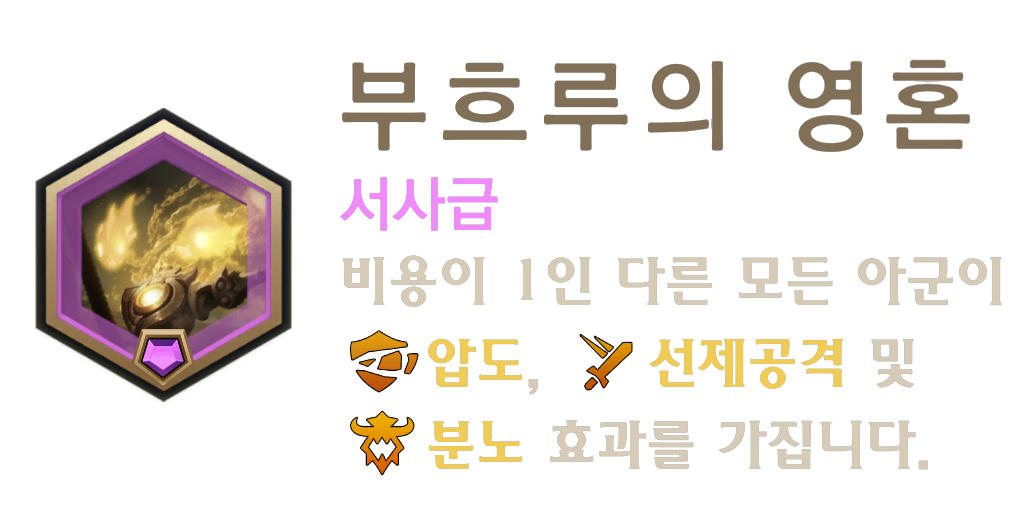 부흐루의 영혼
서사급
비용이 1인 다른 모든 아군이
압도, 선제공격 및
분노 효과를 가집니다.